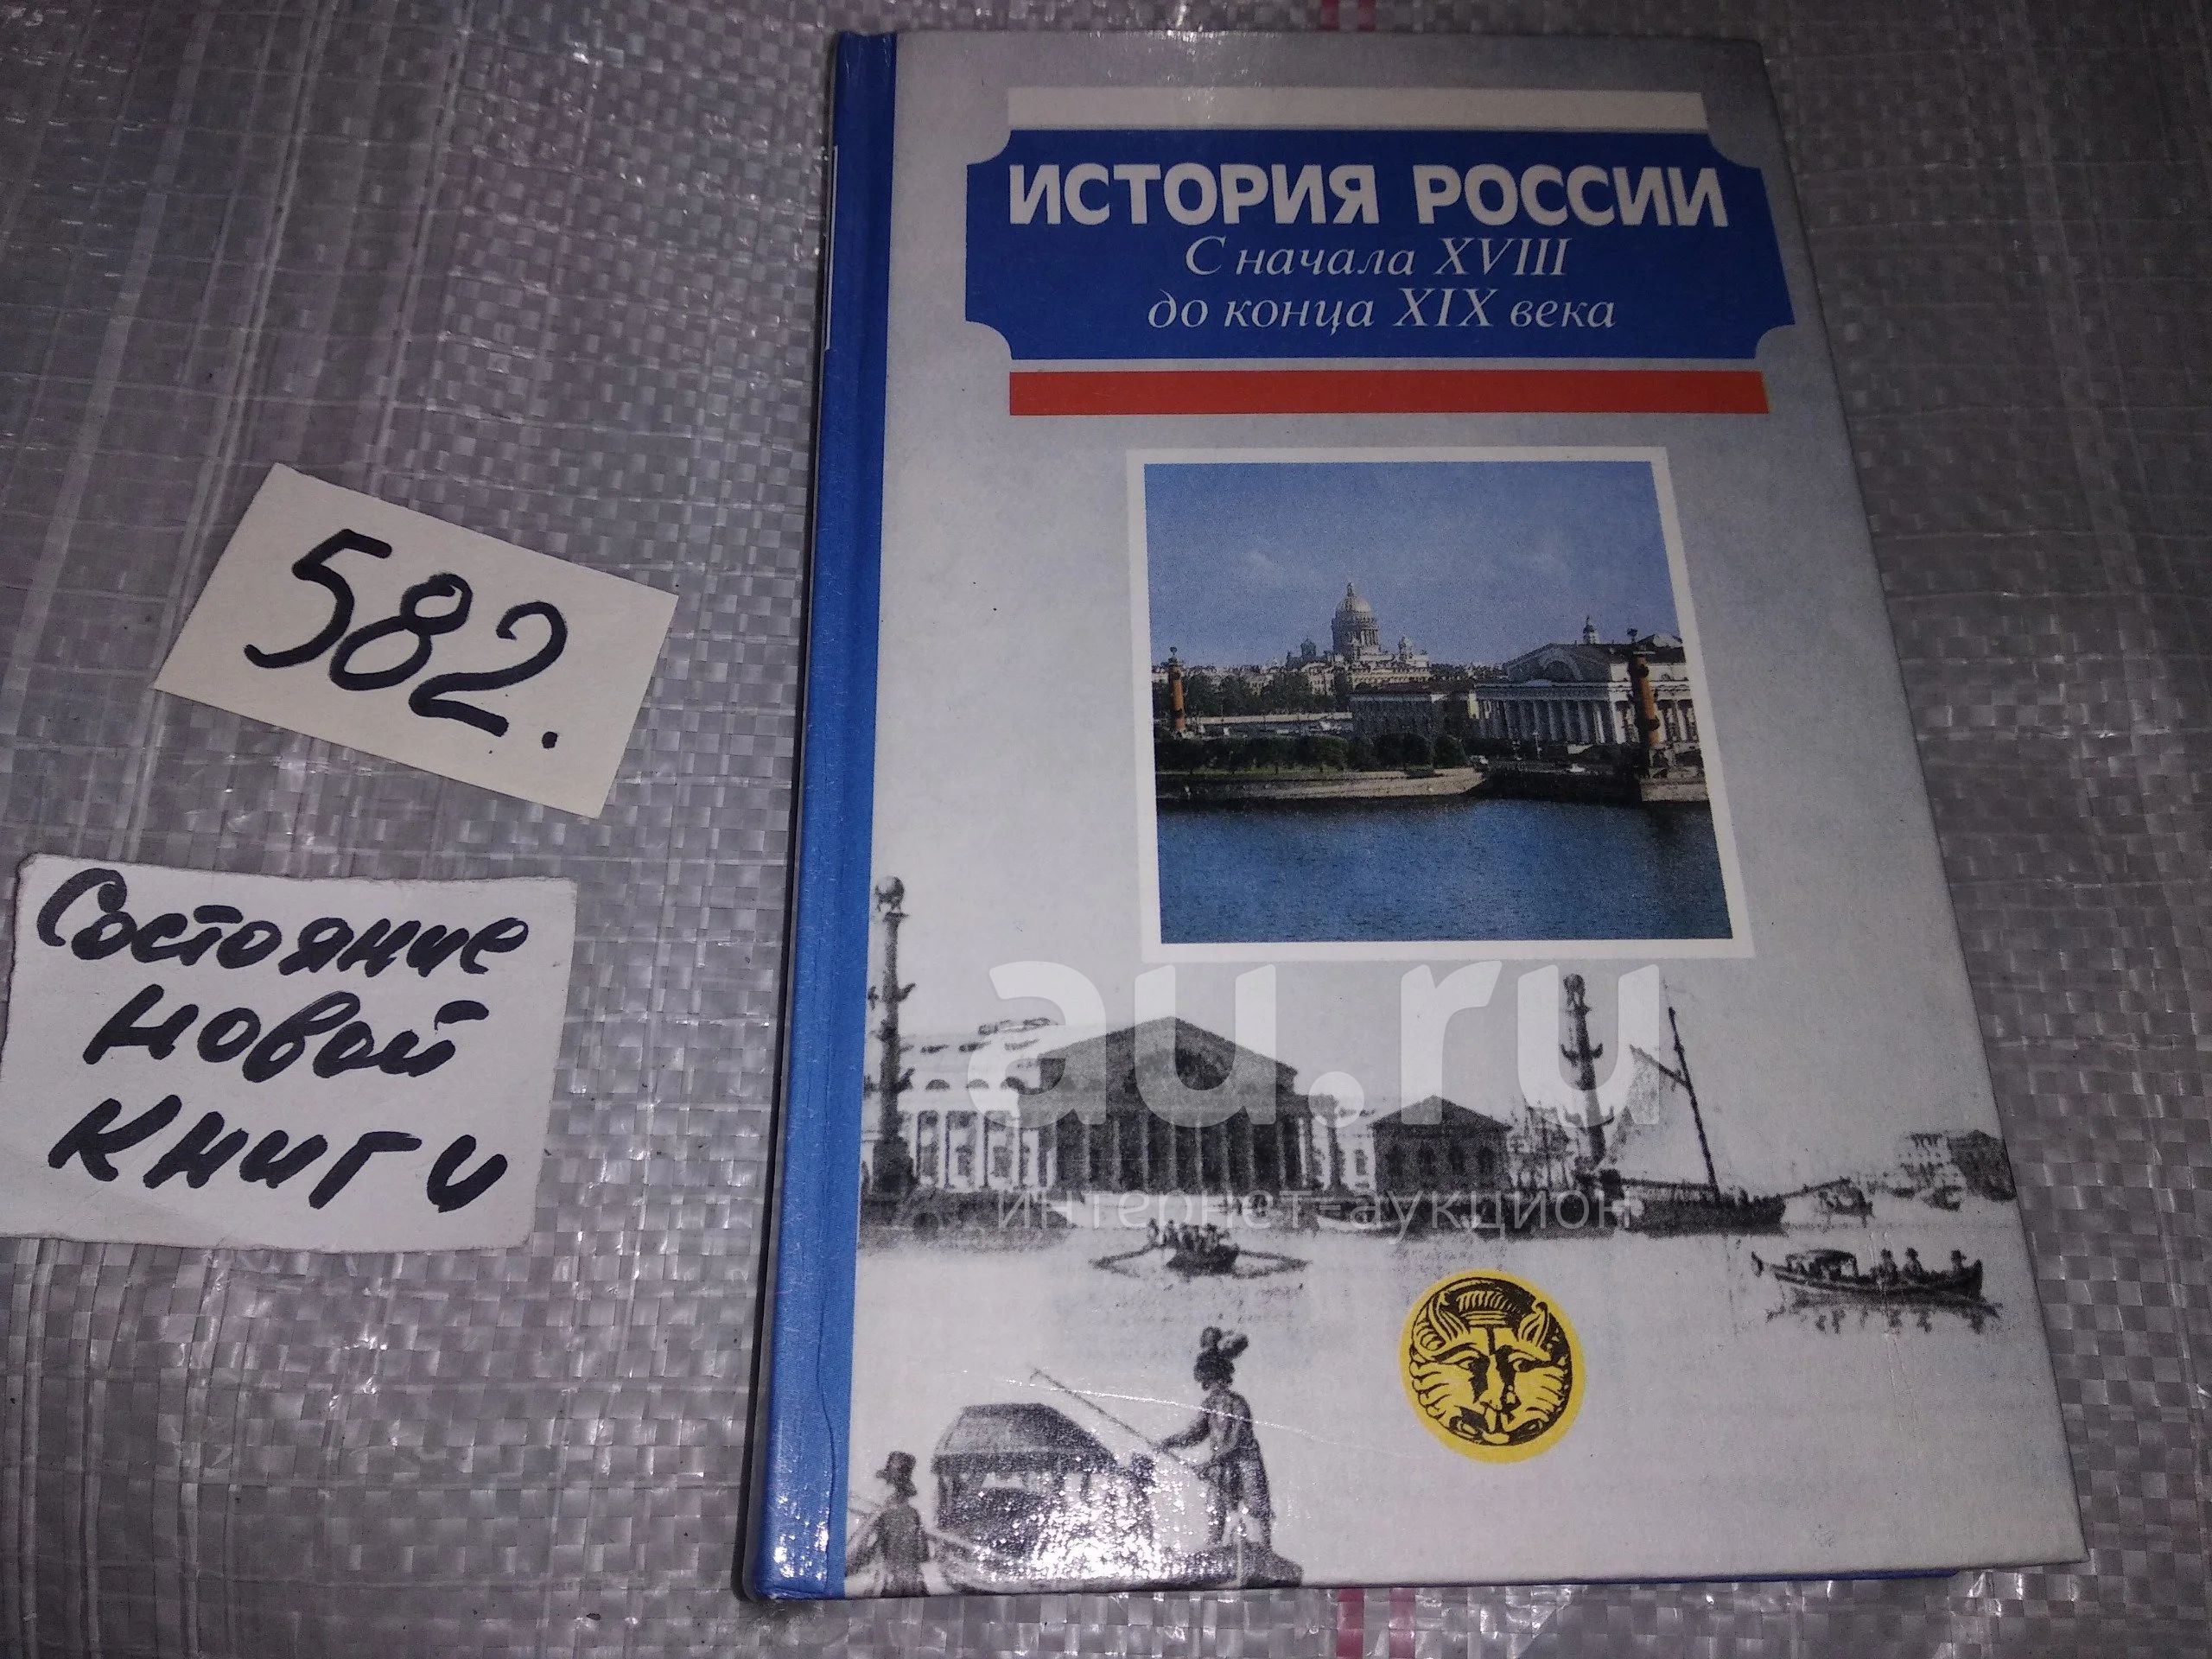 ИСТОРИЯ РОССИИ
С начала XVIII
до конца XIX века
582.
Состояние
новой
книги
au.ru
интернет-аукцион